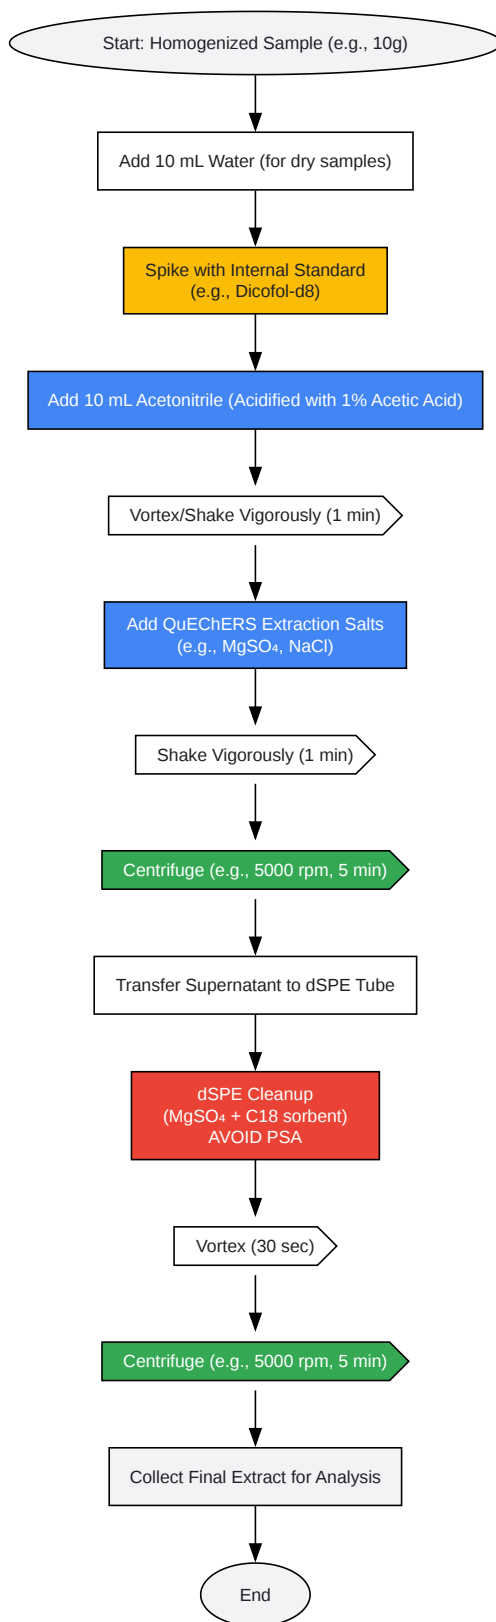 Start: Homogenized Sample (e.g., 10g)
Add 10 mL Water (for dry samples)
Spike with Internal Standard
(e.g., Dicofol-d8)
Add 10 mL Acetonitrile (Acidified with 1% Acetic Acid)
Vortex/Shake Vigorously (1 min)
Add QuEChERS Extraction Salts
(e.g., MgSO₄, NaCl)
Shake Vigorously (1 min)
Centrifuge (e.g., 5000 rpm, 5 min)
Transfer Supernatant to dSPE Tube
dSPE Cleanup
(MgSO₄ + C18 sorbent)
AVOID PSA
Vortex (30 sec)
Centrifuge (e.g., 5000 rpm, 5 min)
Collect Final Extract for Analysis
End